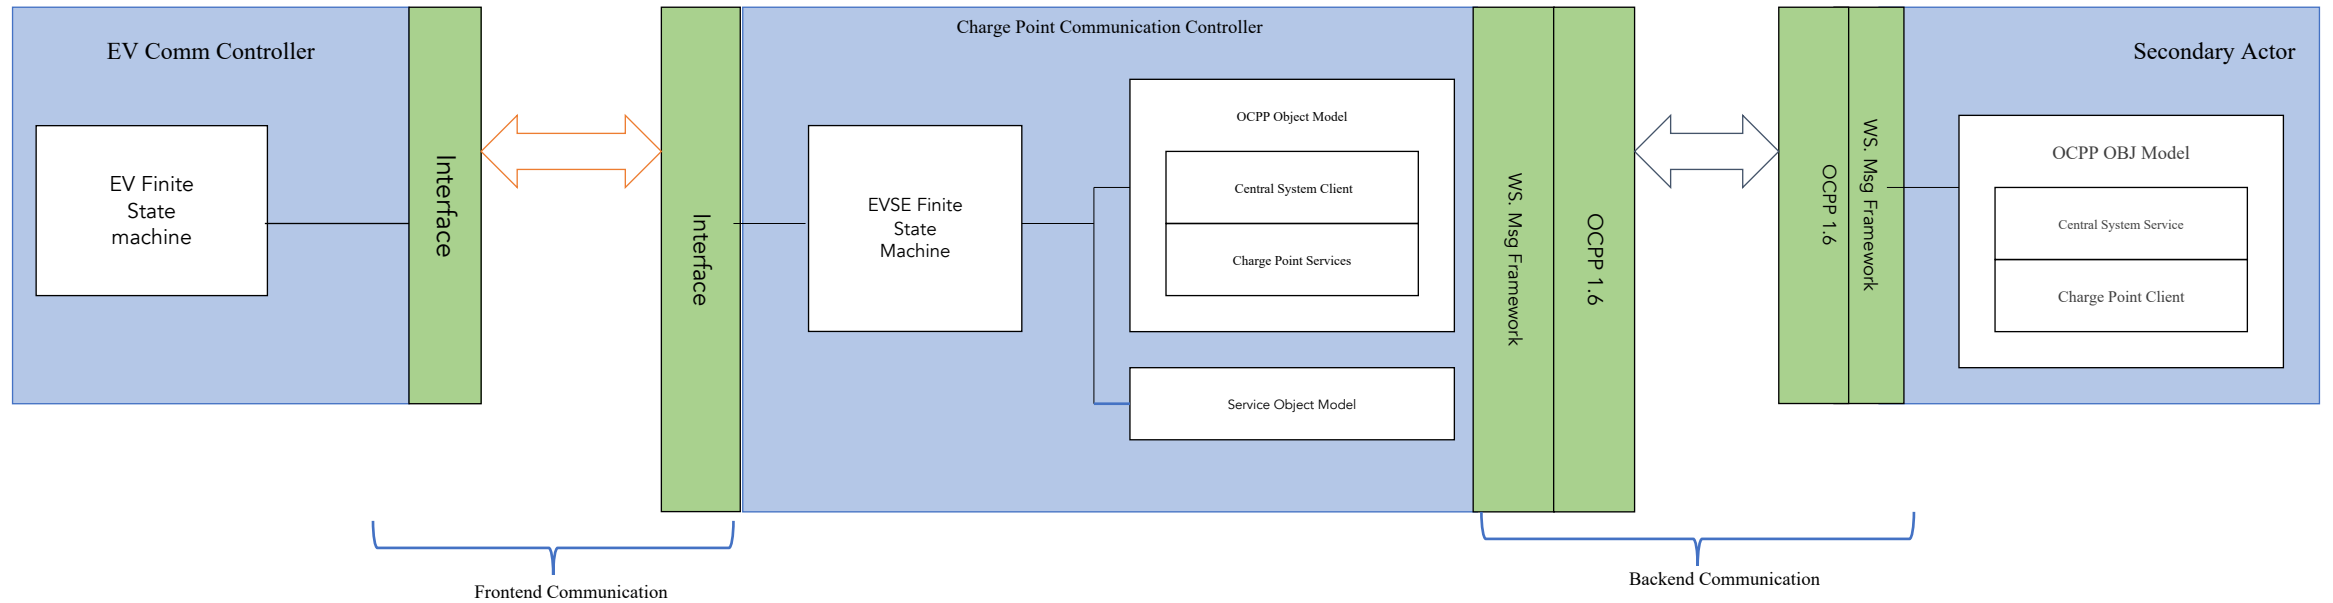 EV Comm Controller
EV Finite
State
machine
Interface
Interface
Charge Point Communication Controller
EVSE Finite
State
Machine
OCPP Object Model
Central System Client
Charge Point Services
Service Object Model
WS. Msg Framework
OCPP 1.6
OCPP 1.6
WS. Msg Framework
Secondary Actor
OCPP OBJ Model
Central System Service
Charge Point Client
Frontend Communication
Backend Communication